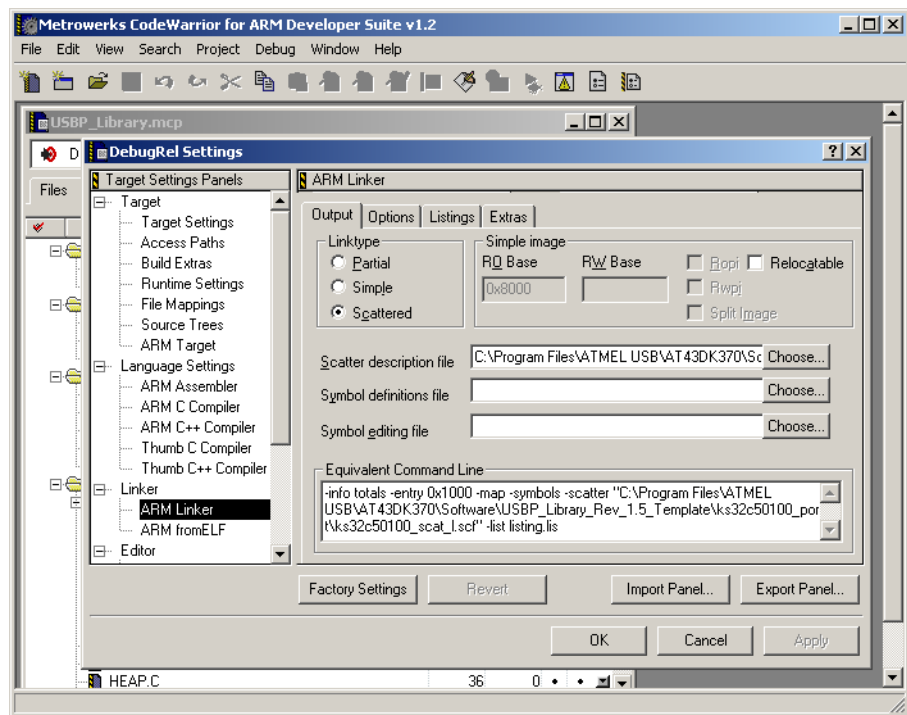 Metrowerks CodeWarrior for ARM Developer Suite v1.2
File Edit View Search Project Debug Window Help
USBP_Library.mcp
D
DebugRel Settings
Files
Target Settings Panels
Target
Target Settings
Access Paths
Build Extras
Runtime Settings
File Mappings
Source Trees
ARM Target
Language Settings
ARM Assembler
ARM C Compiler
ARM C++ Compiler
Thumb C Compiler
Thumb C++ Compiler
Linker
ARM Linker
ARM fromELF
Editor
ARM Linker
Output Options Listings Extras
Linktype
Partial
Simple
Scattered
Simple image
RO Base RW Base
0x8000
Ropi Relocatable
Rwpi
Split Image
Scatter description file C:\Program Files\ATMEL USB\AT43DK370\Sc Choose...
Symbol definitions file Choose...
Symbol editing file Choose...
Equivalent Command Line
-info totals -entry 0x1000 -map -symbols -scatter "C:\Program Files\ATMEL
USB\AT43DK370\Software\USBP_Library_Rev_1.5_Template\ks32c50100_por
t\ks32c50100_scat_l.scf" -list listing.lis
Factory Settings Revert Import Panel... Export Panel...
OK Cancel Apply
HEAP.C 36 0